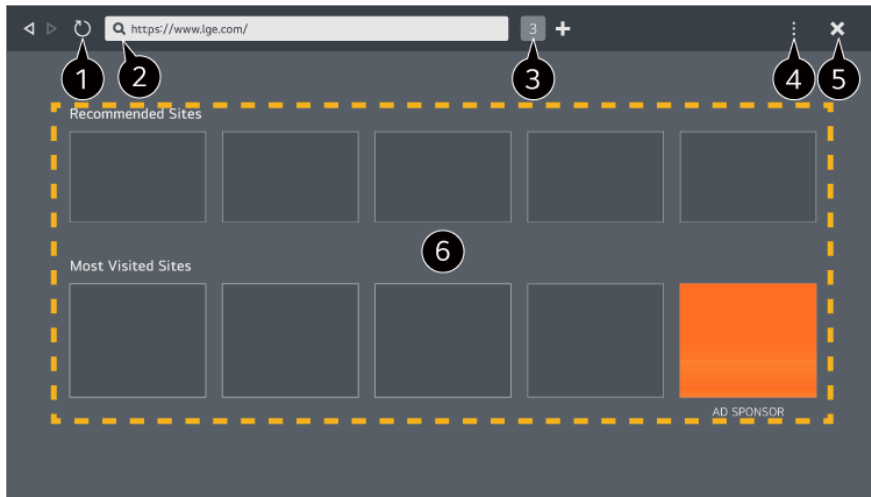 https://www.lge.com/ 3
1 2 3 4 5
Recommended Sites
6
Most Visited Sites
AD SPONSOR